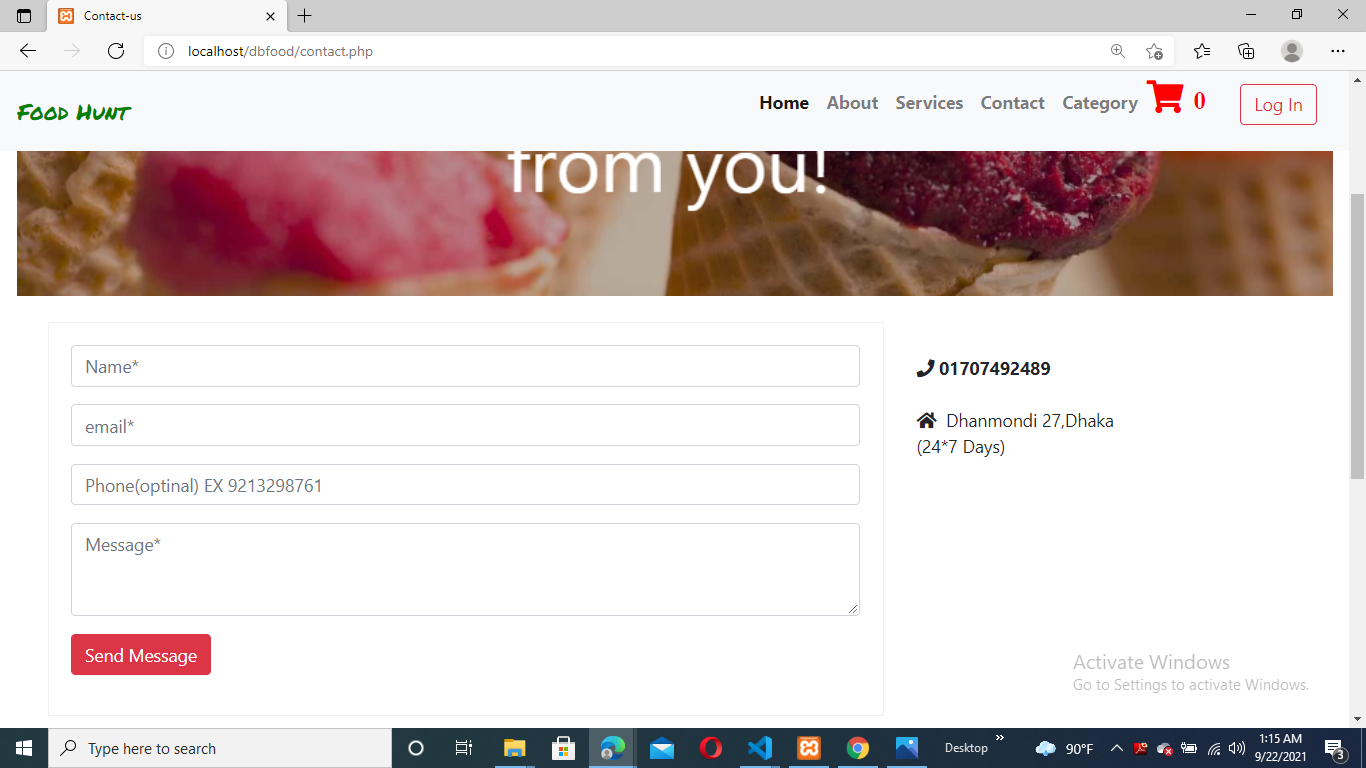 Contact-us
localhost/dbfood/contact.php
Food Hunt
Home About Services Contact Category 0 Log In
from you!
Name*
email*
Phone(optinal) EX 9213298761
Message*
Send Message
01707492489
Dhanmondi 27,Dhaka
(24*7 Days)
Activate Windows
Go to Settings to activate Windows.
Type here to search
Desktop
90°F
1:15 AM
9/22/2021
3